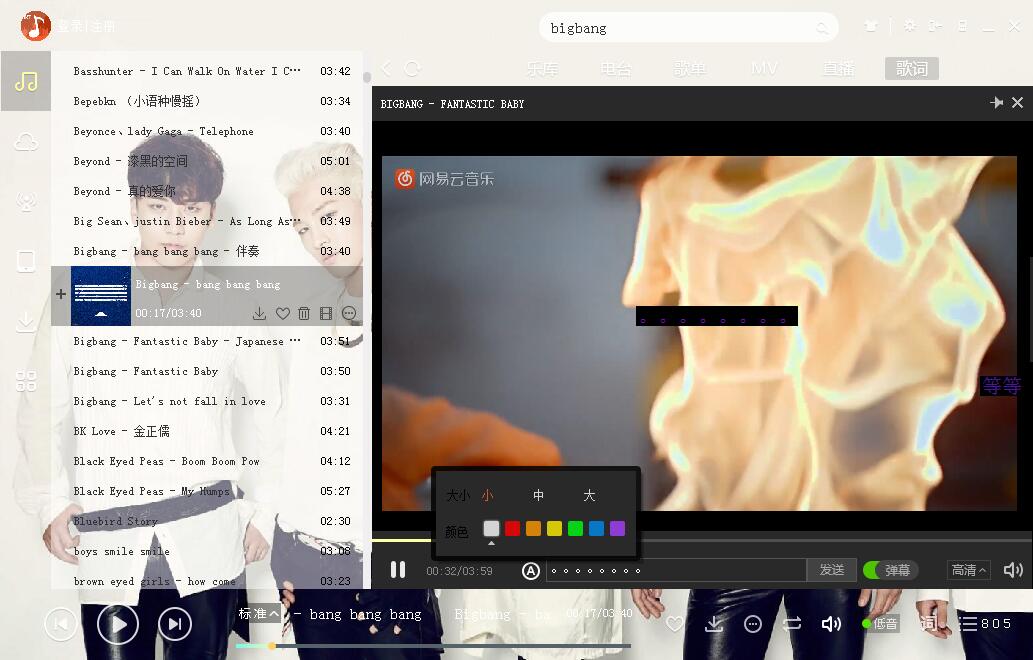 登录|注册
bigbang
乐库 电台 歌单 MV 直播 歌词
Basshunter - I Can Walk On Water I C… 03:42
Bepebkn （小语种慢摇） 03:34
Beyonce、lady Gaga - Telephone 03:40
Beyond - 漆黑的空间 05:01
Beyond - 真的爱你 04:38
Big Sean、justin Bieber - As Long As… 03:49
Bigbang - bang bang bang - 伴奏 03:40
Bigbang - bang bang bang
00:17/03:40
Bigbang - Fantastic Baby - Japanese … 03:51
Bigbang - Fantastic Baby 03:50
Bigbang - Let's not fall in love 03:31
BK Love - 金正儒 04:21
Black Eyed Peas - Boom Boom Pow 04:12
Black Eyed Peas - My Humps 05:27
Bluebird Story 02:30
boys smile smile 03:08
brown eyed girls - how come 03:23
BIGBANG - FANTASTIC BABY
网易云音乐
。。。。。。。。
等等
大小 小 中 大
颜色
00:32/03:59
A
。。。。。。。。
发送
弹幕
高清
标准 - bang bang bang Bigbang - ba 00:17/03:40
低音 词 805